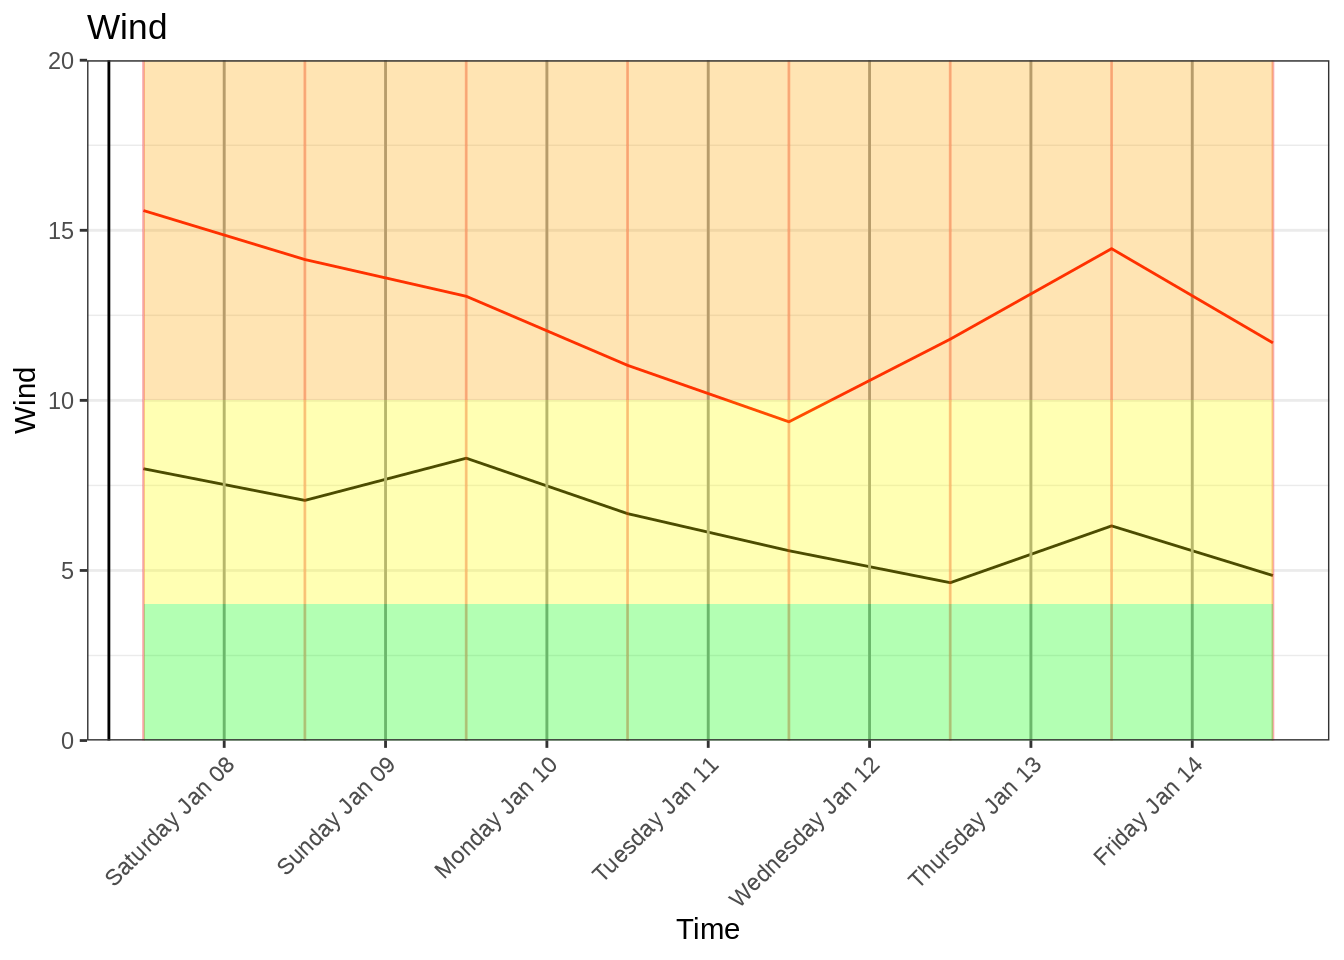 Wind
20
15
10
5
0
Wind
Saturday Jan 08
Sunday Jan 09
Monday Jan 10
Tuesday Jan 11
Wednesday Jan 12
Thursday Jan 13
Friday Jan 14
Time